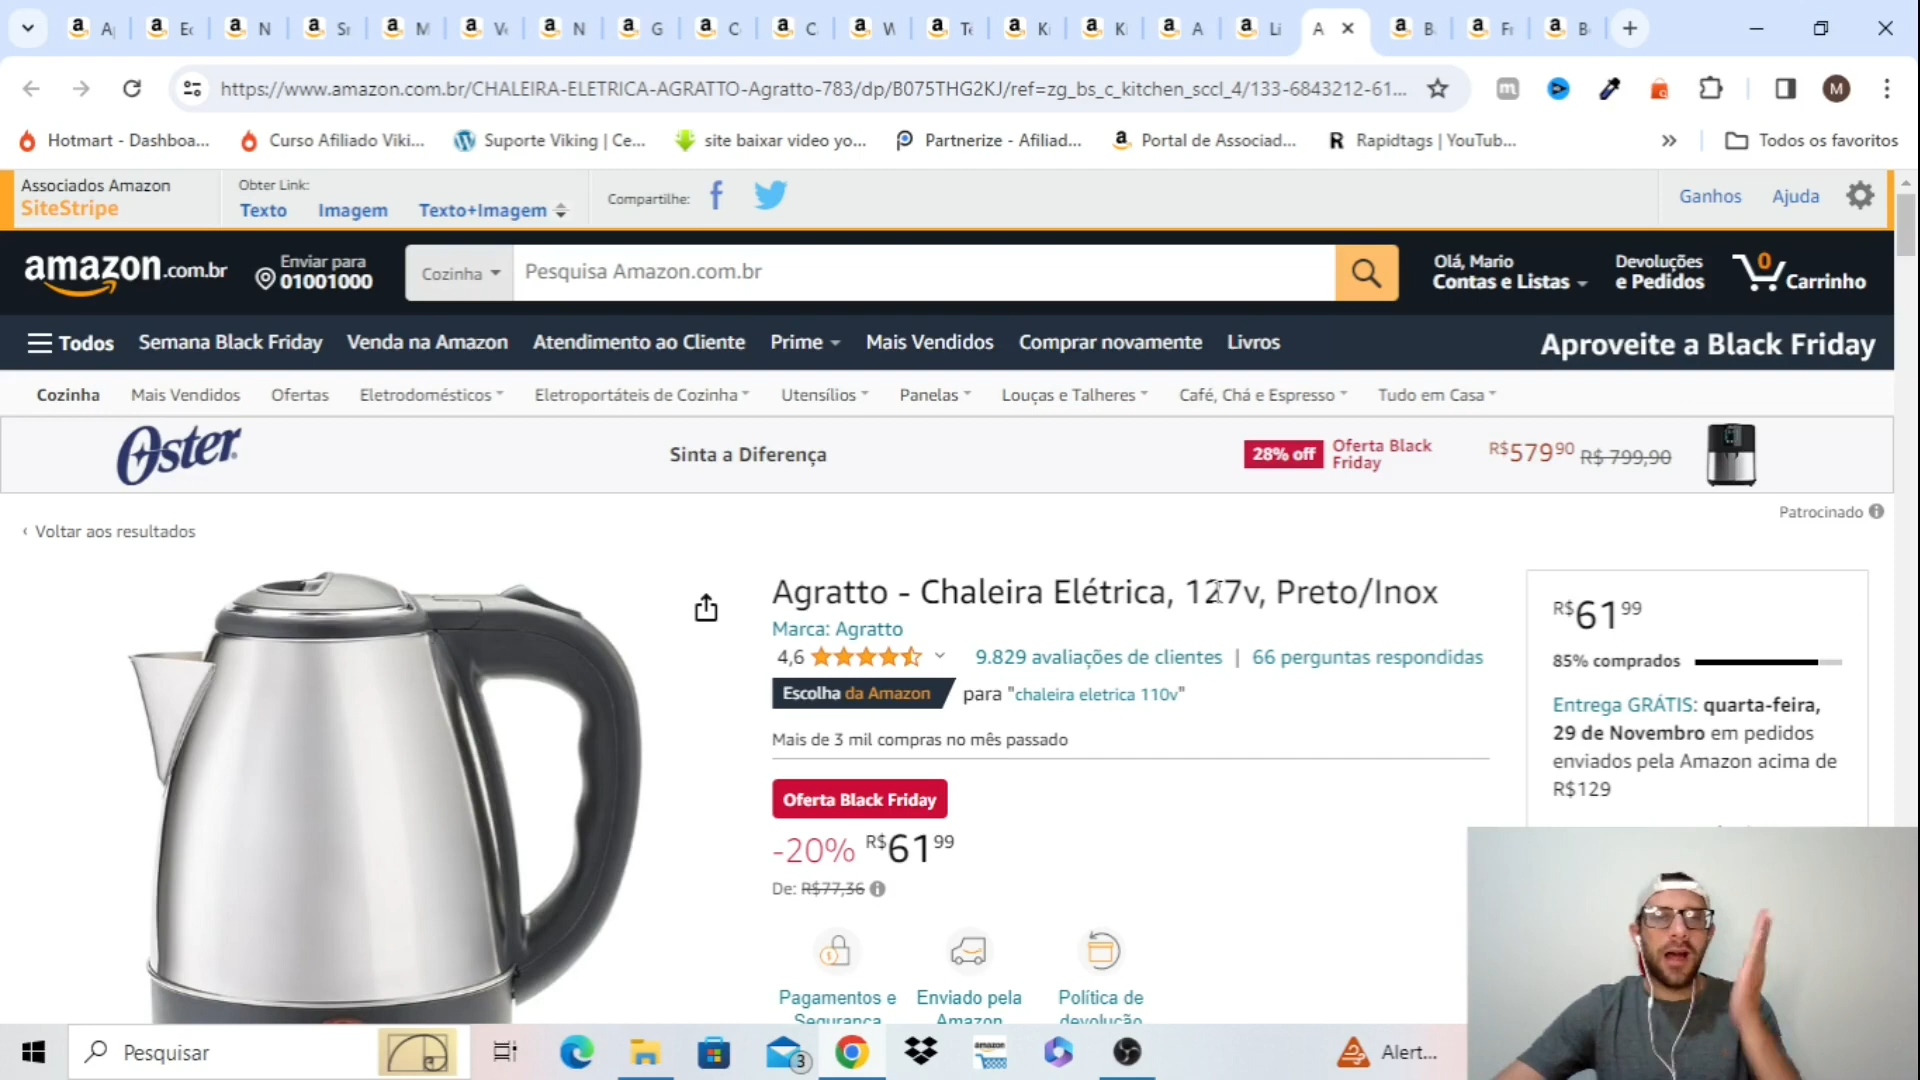 A
E
N
S
M
V
N
G
C
C
W
Te
K
K
A
Li
A
B
F
B
https://www.amazon.com.br/CHALEIRA-ELETRICA-AGRATTO-Agratto-783/dp/B075THG2KJ/ref=zg_bs_c_kitchen_sccl_4/133-6843212-61...
M
Hotmart - Dashboa...
Curso Afiliado Viki...
Suporte Viking | Ce...
site baixar video yo...
Partnerize - Afiliad...
Portal de Associad...
Rapidtags | YouTub...
Todos os favoritos
Associados Amazon
SiteStripe
Obter Link:
Texto Imagem Texto+Imagem
Compartilhe:
Ganhos Ajuda
amazon.com.br
Enviar para
01001000
Cozinha
Pesquisa Amazon.com.br
Olá, Mario
Contas e Listas
Devoluções
e Pedidos
0
Carrinho
Todos Semana Black Friday Venda na Amazon Atendimento ao Cliente Prime Mais Vendidos Comprar novamente Livros
Aproveite a Black Friday
Cozinha Mais Vendidos Ofertas Eletrodomésticos Eletroportáteis de Cozinha Utensílios Panelas Louças e Talheres Café, Chá e Espresso Tudo em Casa
Oster
Sinta a Diferença
28% off
Oferta Black
Friday
R$57990 R$ 799,90
Patrocinado
‹ Voltar aos resultados
Agratto - Chaleira Elétrica, 127v, Preto/Inox
Marca: Agratto
4,6
9.829 avaliações de clientes | 66 perguntas respondidas
Escolha da Amazon para "chaleira eletrica 110v"
Mais de 3 mil compras no mês passado
Oferta Black Friday
-20% R$6199
De: R$77,36
Pagamentos e
Segurança
Enviado pela
Amazon
Política de
devolução
R$6199
85% comprados
Entrega GRÁTIS: quarta-feira,
29 de Novembro em pedidos
enviados pela Amazon acima de
R$129
Pesquisar
3
amazon
Alert...